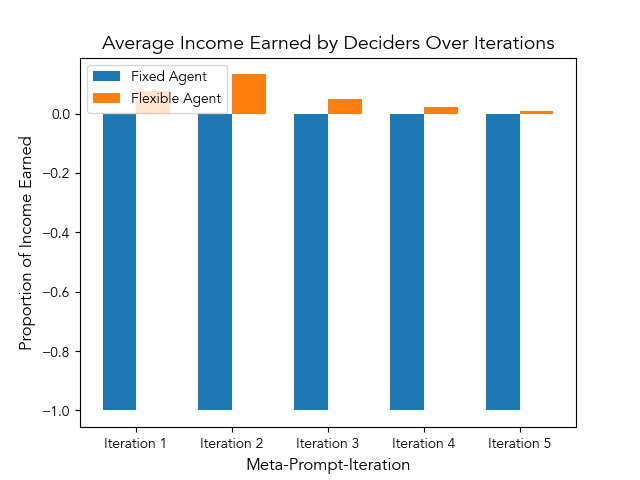 Average Income Earned by Deciders Over Iterations
Fixed Agent
Flexible Agent
Proportion of Income Earned
0.0
−0.2
−0.4
−0.6
−0.8
−1.0
Iteration 1
Iteration 2
Iteration 3
Iteration 4
Iteration 5
Meta-Prompt-Iteration